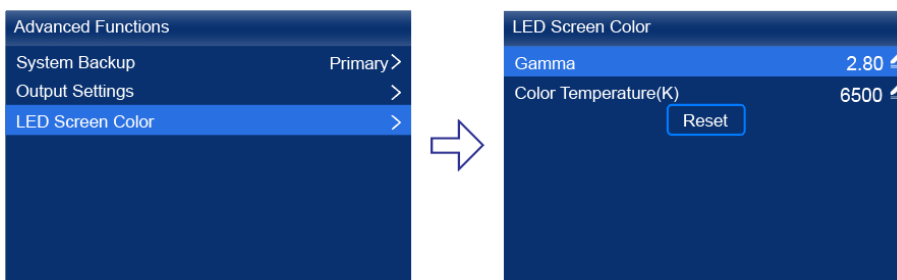 Advanced Functions
System Backup Primary>
Output Settings >
LED Screen Color >
LED Screen Color
Gamma 2.80
Color Temperature(K) 6500
Reset